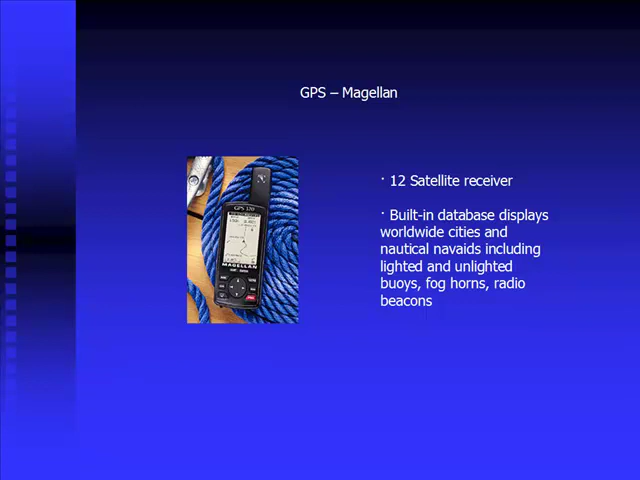 GPS – Magellan
· 12 Satellite receiver
· Built-in database displays
worldwide cities and
nautical navaids including
lighted and unlighted
buoys, fog horns, radio
beacons
MAGELLAN